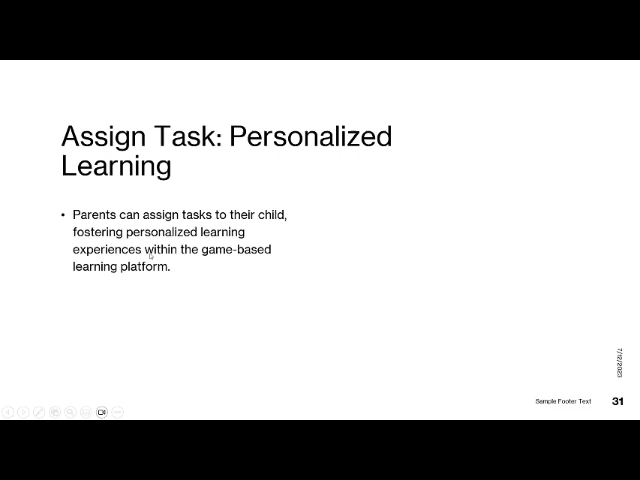 Assign Task: Personalized
Learning
• Parents can assign tasks to their child,
fostering personalized learning
experiences within the game-based
learning platform.
7/12/2023
Sample Footer Text
31